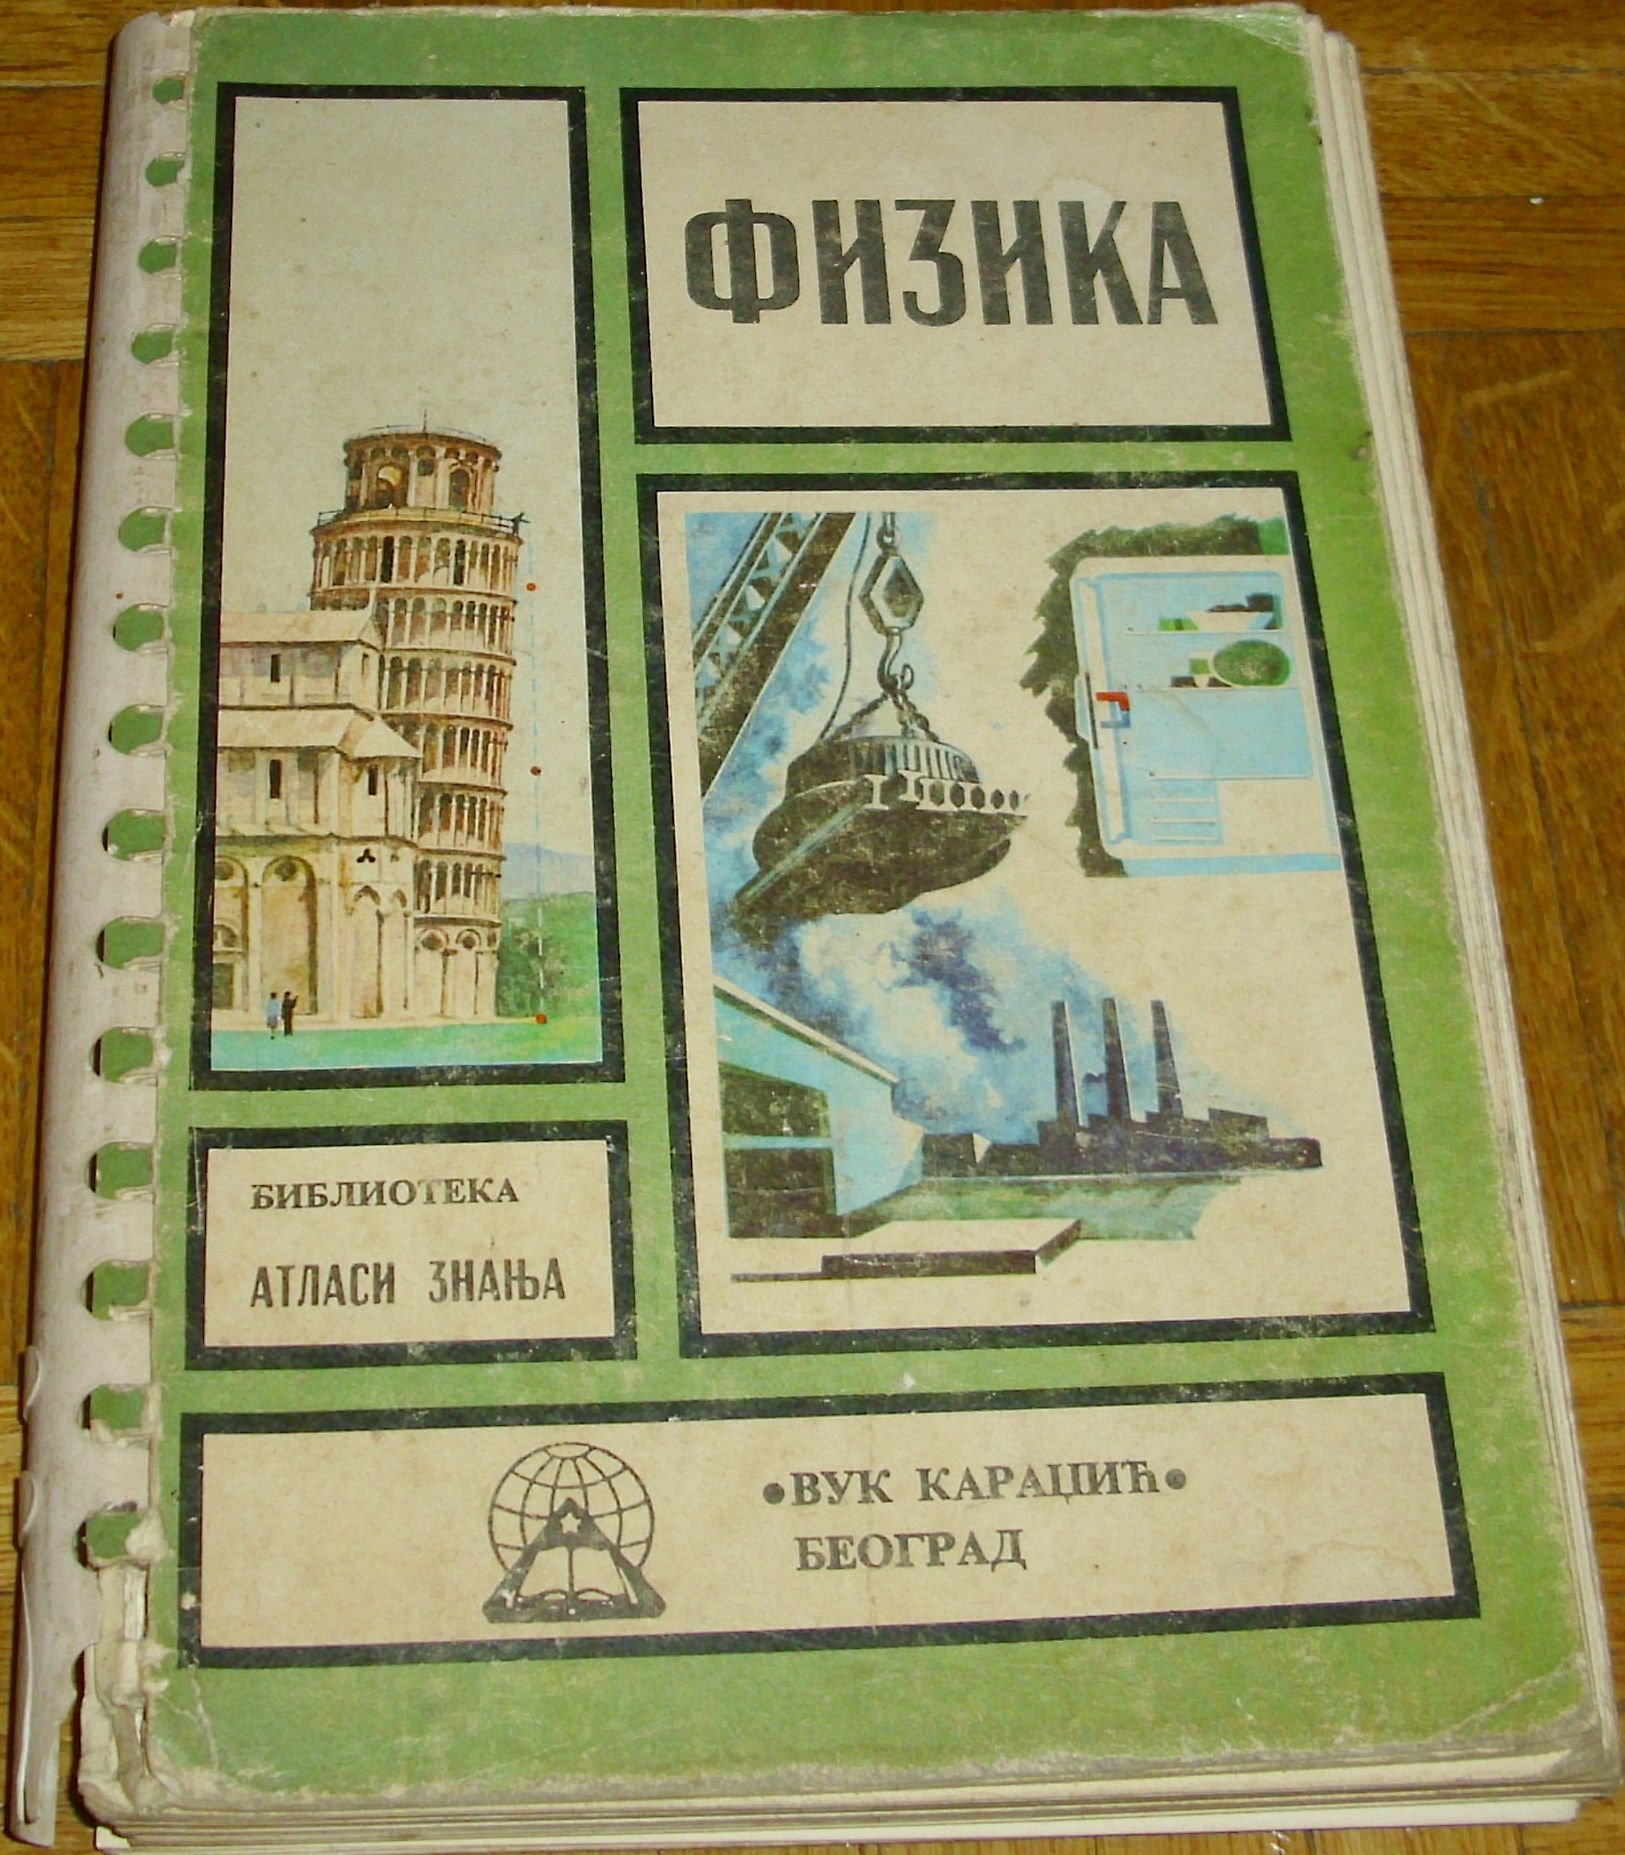 ФИЗИКА
БИБЛИОТЕКА
АТЛАСИ ЗНАЊА
•ВУК КАРАЏИЋ•
БЕОГРАД